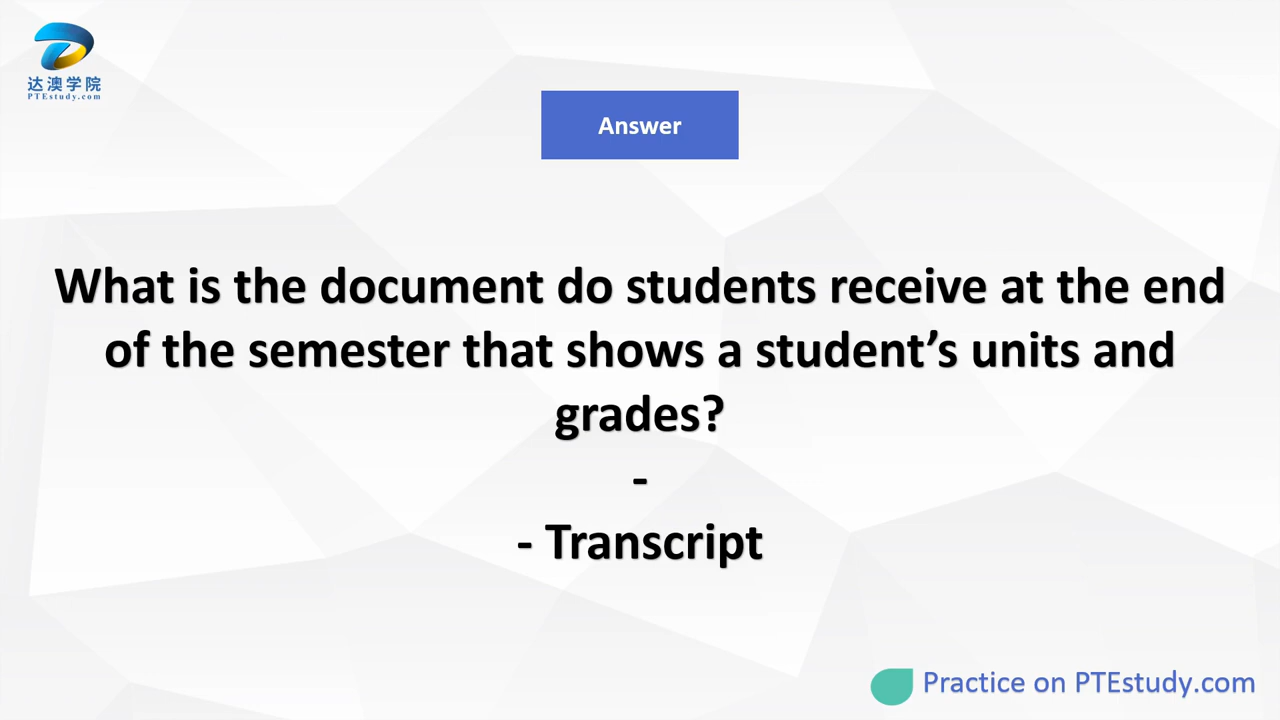 达澳学院
PTEstudy.com
Answer
What is the document do students receive at the end
of the semester that shows a student’s units and
grades?
-
- Transcript
Practice on PTEstudy.com